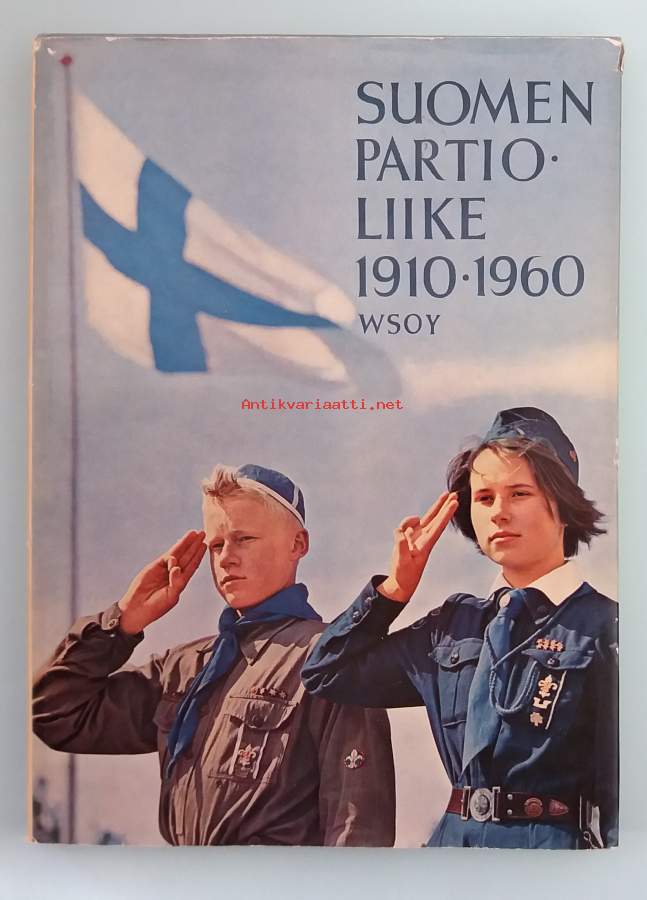 SUOMEN
PARTIO-
LIIKE
1910-1960
WSOY
Antikvariaatti.net